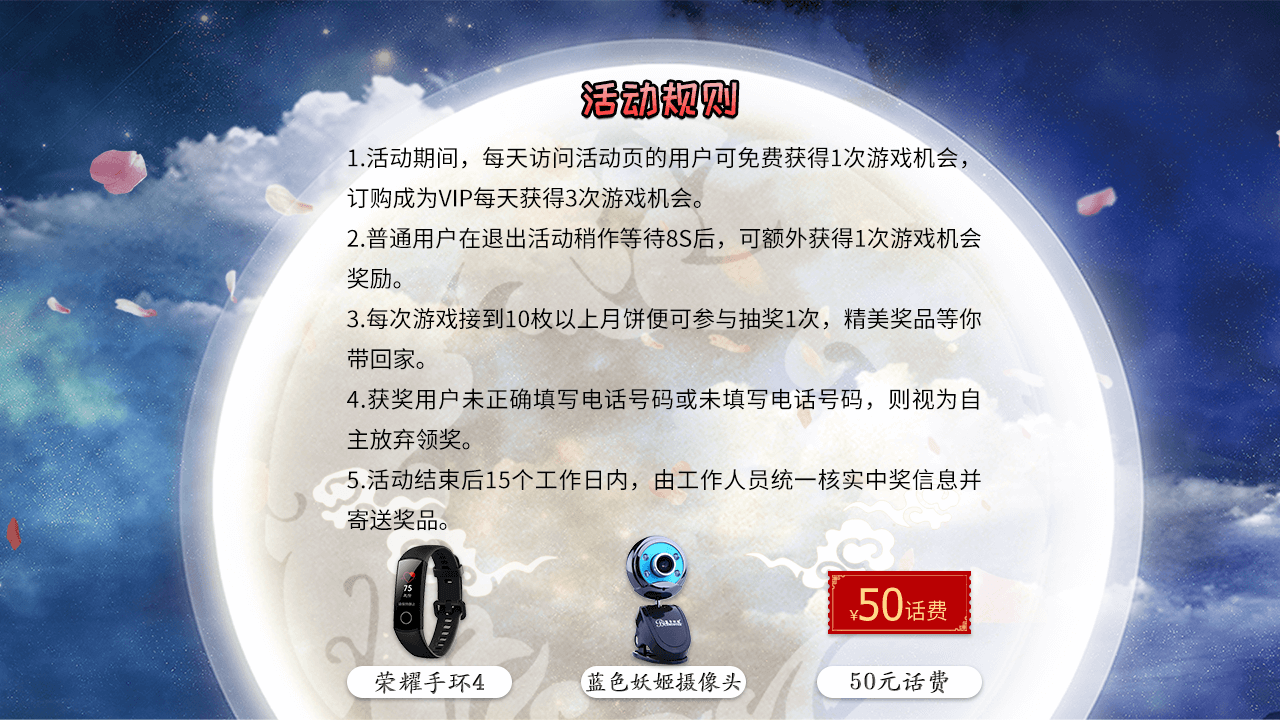 活动规则
1.活动期间，每天访问活动页的用户可免费获得1次游戏机会，
订购成为VIP每天获得3次游戏机会。
2.普通用户在退出活动稍作等待8S后，可额外获得1次游戏机会
奖励。
3.每次游戏接到10枚以上月饼便可参与抽奖1次，精美奖品等你
带回家。
4.获奖用户未正确填写电话号码或未填写电话号码，则视为自
主放弃领奖。
5.活动结束后15个工作日内，由工作人员统一核实中奖信息并
寄送奖品。
75
¥50话费
荣耀手环4
蓝色妖姬摄像头
50元话费